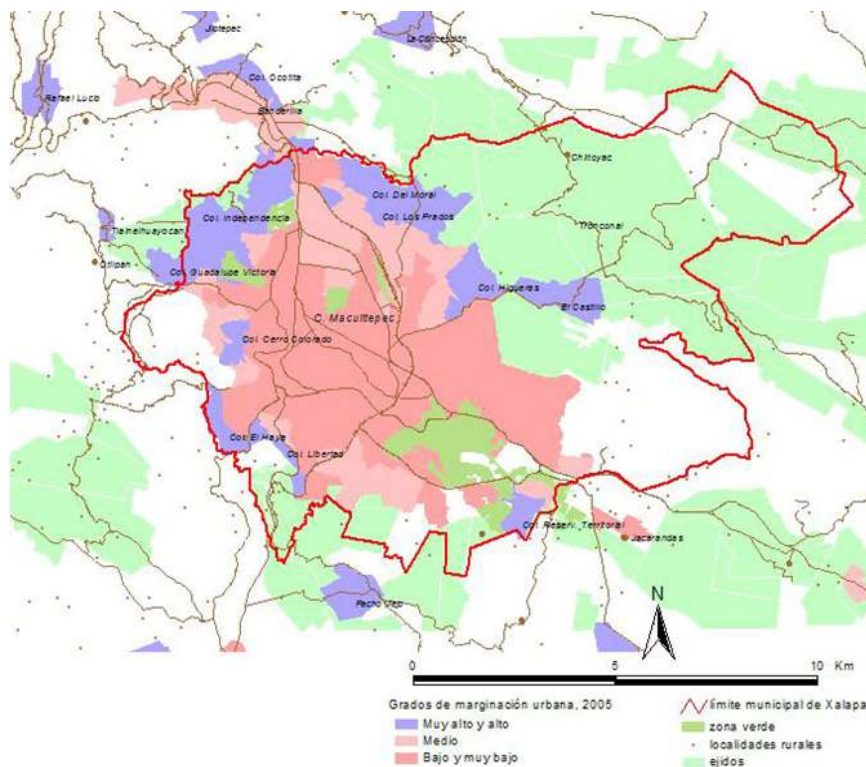 Jilotepec
La Concepción
Col. Ocotita
Rafael Lucio
Banderilla
Chiltoyac
Col. Del Moral
Col. Los Prados
Col. Independencia
Tronconal
Tlalnelhuayocan
Otilpan
Col. Guadalupe Victoria
Col. Higueras
El Castillo
C. Macuiltepec
Col. Cerro Colorado
Col. El Haya
Col. Libertad
Col. Reserv. Territorial
Jacarandas
Pacho Viejo
N
0 5 10 Km
Grados de marginación urbana, 2005
Muy alto y alto
Medio
Bajo y muy bajo
límite municipal de Xalapa
zona verde
localidades rurales
ejidos